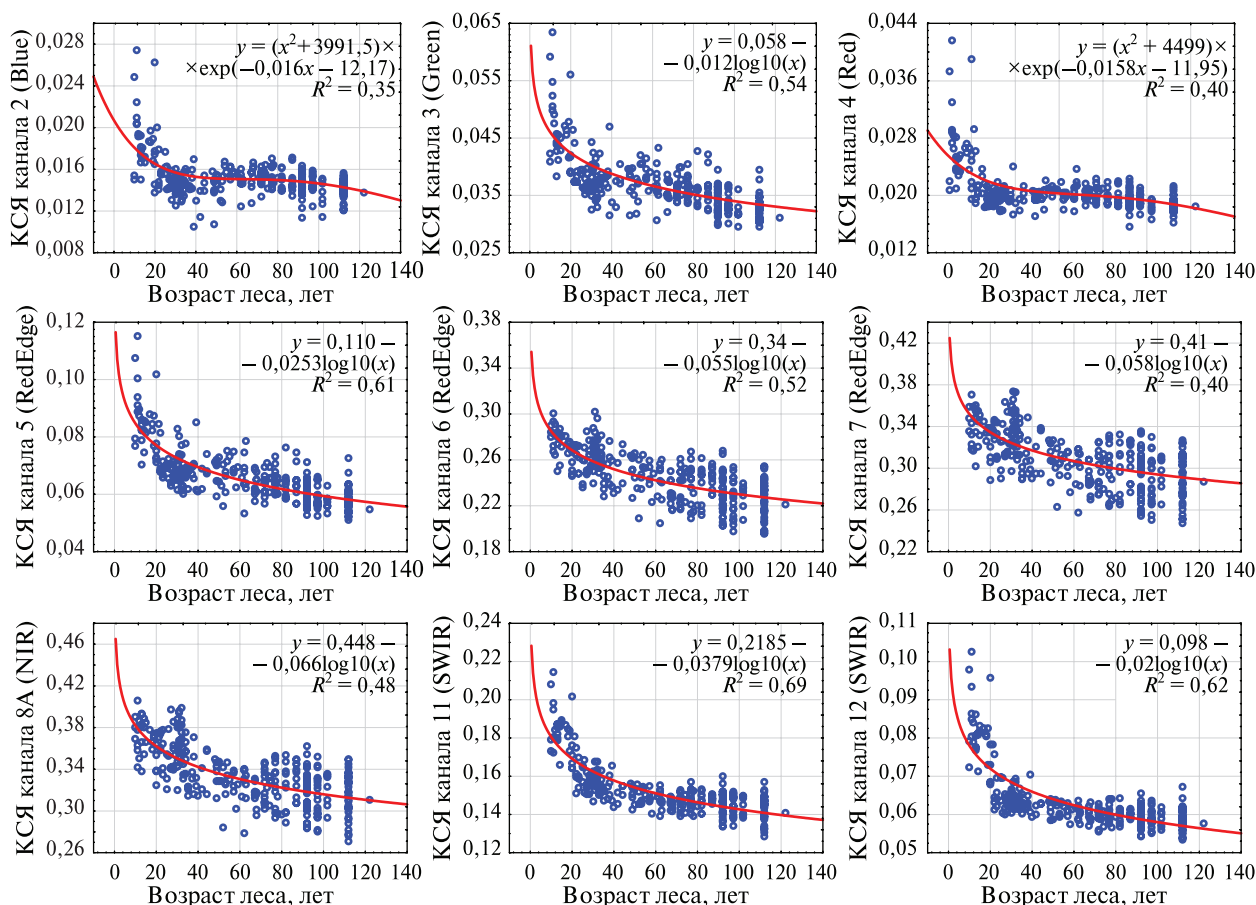 КСЯ канала 2 (Blue)
0,028
0,024
0,020
0,016
0,012
0,008
y = (x² + 3991,5) ×
× exp(−0,016x − 12,17)
R² = 0,35
0 20 40 60 80 100 120 140
Возраст леса, лет
КСЯ канала 3 (Green)
0,065
0,055
0,045
0,035
0,025
y = 0,058 −
− 0,012log10(x)
R² = 0,54
0 20 40 60 80 100 120 140
Возраст леса, лет
КСЯ канала 4 (Red)
0,044
0,036
0,028
0,020
0,012
y = (x² + 4499) ×
× exp(−0,0158x − 11,95)
R² = 0,40
0 20 40 60 80 100 120 140
Возраст леса, лет
КСЯ канала 5 (RedEdge)
0,12
0,10
0,08
0,06
0,04
y = 0,110 −
− 0,0253log10(x)
R² = 0,61
0 20 40 60 80 100 120 140
Возраст леса, лет
КСЯ канала 6 (RedEdge)
0,38
0,34
0,30
0,26
0,22
0,18
y = 0,34 −
− 0,055log10(x)
R² = 0,52
0 20 40 60 80 100 120 140
Возраст леса, лет
КСЯ канала 7 (RedEdge)
0,42
0,38
0,34
0,30
0,26
0,22
y = 0,41 −
− 0,058log10(x)
R² = 0,40
0 20 40 60 80 100 120 140
Возраст леса, лет
КСЯ канала 8A (NIR)
0,46
0,42
0,38
0,34
0,30
0,26
y = 0,448 −
− 0,066log10(x)
R² = 0,48
0 20 40 60 80 100 120 140
Возраст леса, лет
КСЯ канала 11 (SWIR)
0,24
0,22
0,20
0,18
0,16
0,14
0,12
y = 0,2185 −
− 0,0379log10(x)
R² = 0,69
0 20 40 60 80 100 120 140
Возраст леса, лет
КСЯ канала 12 (SWIR)
0,11
0,10
0,09
0,08
0,07
0,06
0,05
y = 0,098 −
− 0,02log10(x)
R² = 0,62
0 20 40 60 80 100 120 140
Возраст леса, лет